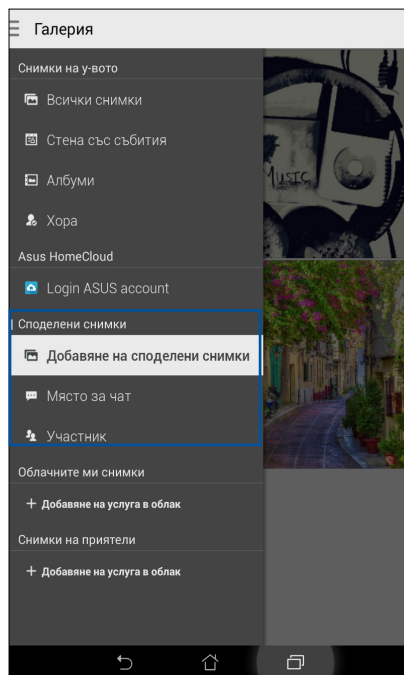 Галерия
Снимки на у-вото
Всички снимки
Стена със събития
Албуми
Хора
Asus HomeCloud
Login ASUS account
Споделени снимки
Добавяне на споделени снимки
Място за чат
Участник
Облачните ми снимки
+ Добавяне на услуга в облак
Снимки на приятели
+ Добавяне на услуга в облак
MUSIC